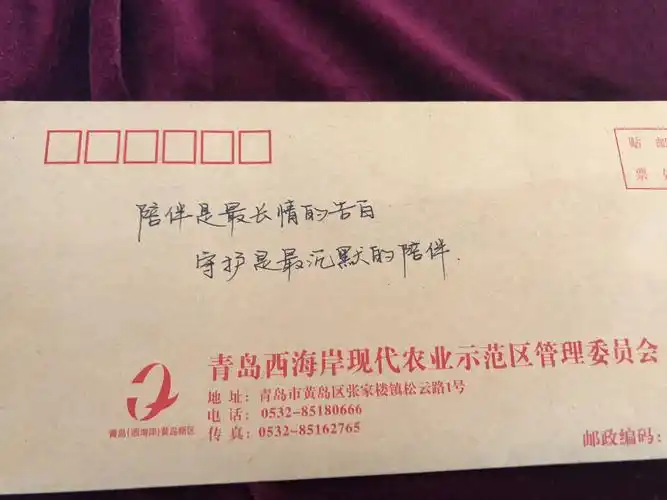 贴 邮
票
陪伴是最长情的告白
守护是最沉默的陪伴.
青岛西海岸现代农业示范区管理委员会
地 址: 青岛市黄岛区张家楼镇松云路1号
电 话: 0532-85180666
传 真: 0532-85162765
青岛(西海岸)黄岛新区
邮政编码: